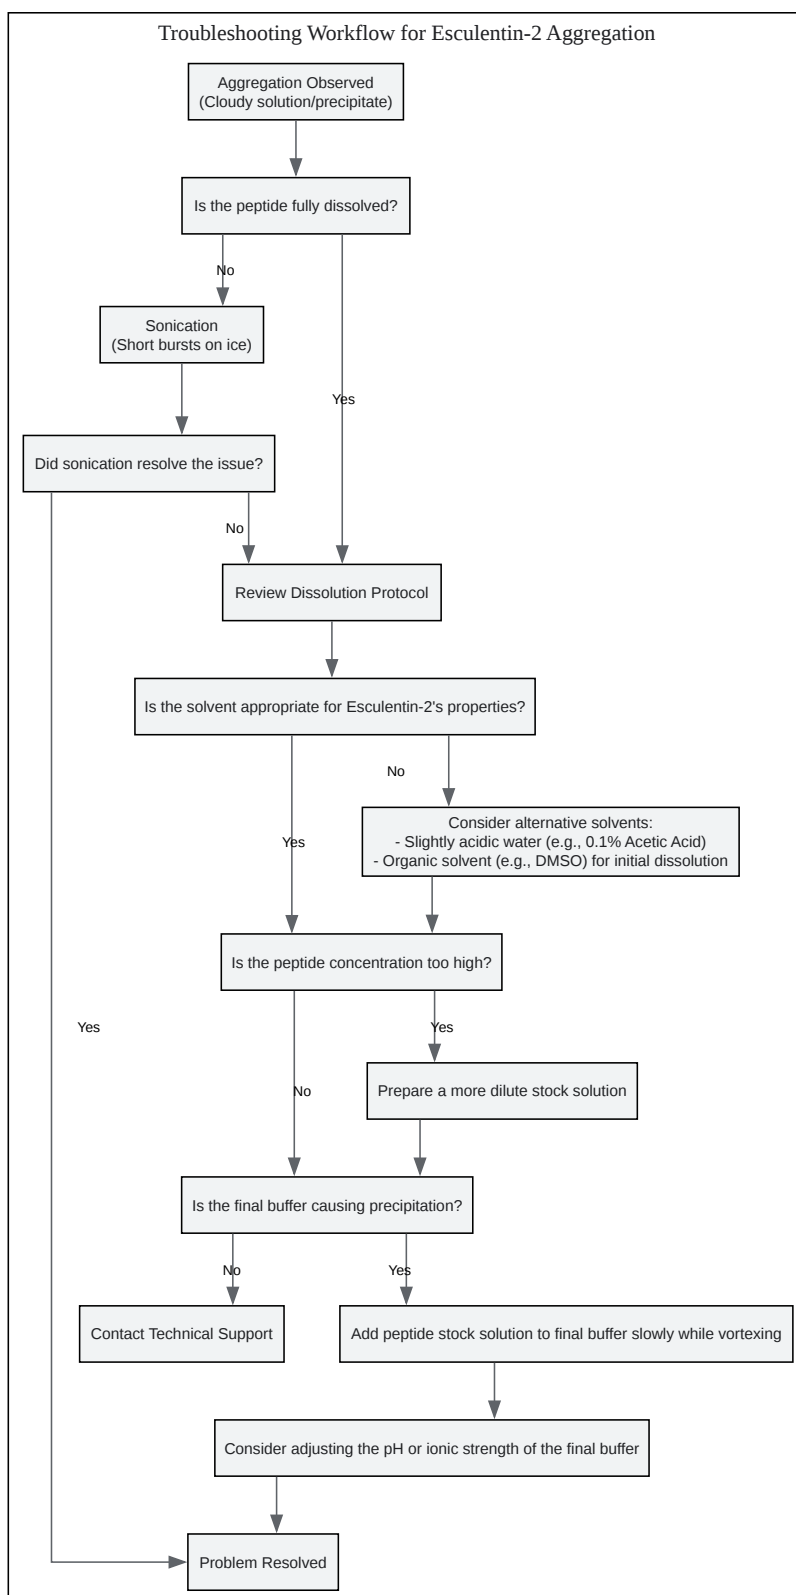 Troubleshooting Workflow for Esculentin-2 Aggregation
Aggregation Observed
(Cloudy solution/precipitate)
Is the peptide fully dissolved?
No
Sonication
(Short bursts on ice)
Yes
Did sonication resolve the issue?
No
Review Dissolution Protocol
Is the solvent appropriate for Esculentin-2's properties?
No
Consider alternative solvents:
- Slightly acidic water (e.g., 0.1% Acetic Acid)
- Organic solvent (e.g., DMSO) for initial dissolution
Yes
Is the peptide concentration too high?
Yes
Yes
Prepare a more dilute stock solution
No
Is the final buffer causing precipitation?
No
Yes
Contact Technical Support
Add peptide stock solution to final buffer slowly while vortexing
Consider adjusting the pH or ionic strength of the final buffer
Problem Resolved